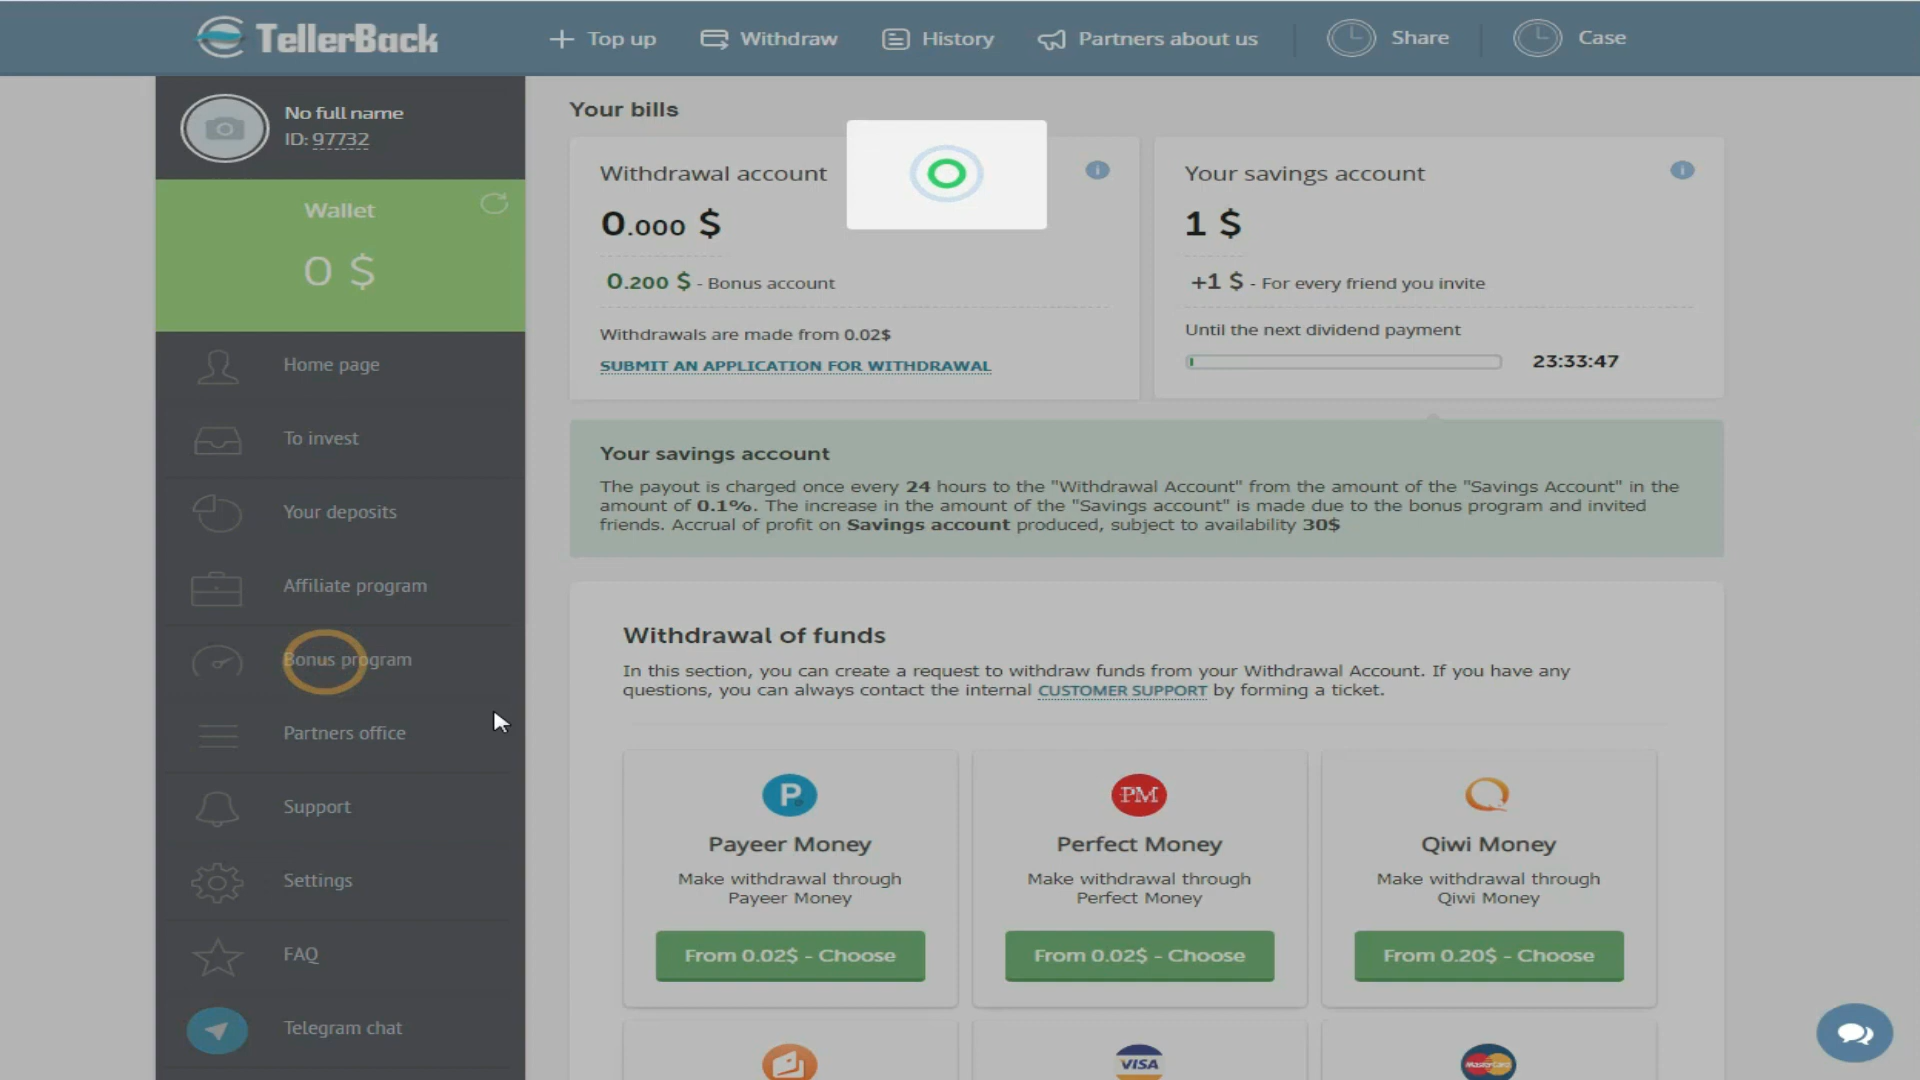 TellerBack
Top up
Withdraw
History
Partners about us
Share
Case
No full name
ID: 97732
Wallet
0 $
Home page
To invest
Your deposits
Affiliate program
Bonus program
Partners office
Support
Settings
FAQ
Telegram chat
Your bills
Withdrawal account
0.000 $
0.200 $ - Bonus account
Withdrawals are made from 0.02$
SUBMIT AN APPLICATION FOR WITHDRAWAL
Your savings account
1 $
+1 $ - For every friend you invite
Until the next dividend payment
23:33:47
Your savings account
The payout is charged once every 24 hours to the "Withdrawal Account" from the amount of the "Savings Account" in the
amount of 0.1%. The increase in the amount of the "Savings account" is made due to the bonus program and invited
friends. Accrual of profit on Savings account produced, subject to availability 30$
Withdrawal of funds
In this section, you can create a request to withdraw funds from your Withdrawal Account. If you have any
questions, you can always contact the internal CUSTOMER SUPPORT by forming a ticket.
P
Payeer Money
Make withdrawal through
Payeer Money
From 0.02$ - Choose
PM
Perfect Money
Make withdrawal through
Perfect Money
From 0.02$ - Choose
Qiwi Money
Make withdrawal through
Qiwi Money
From 0.20$ - Choose
VISA
MasterCard